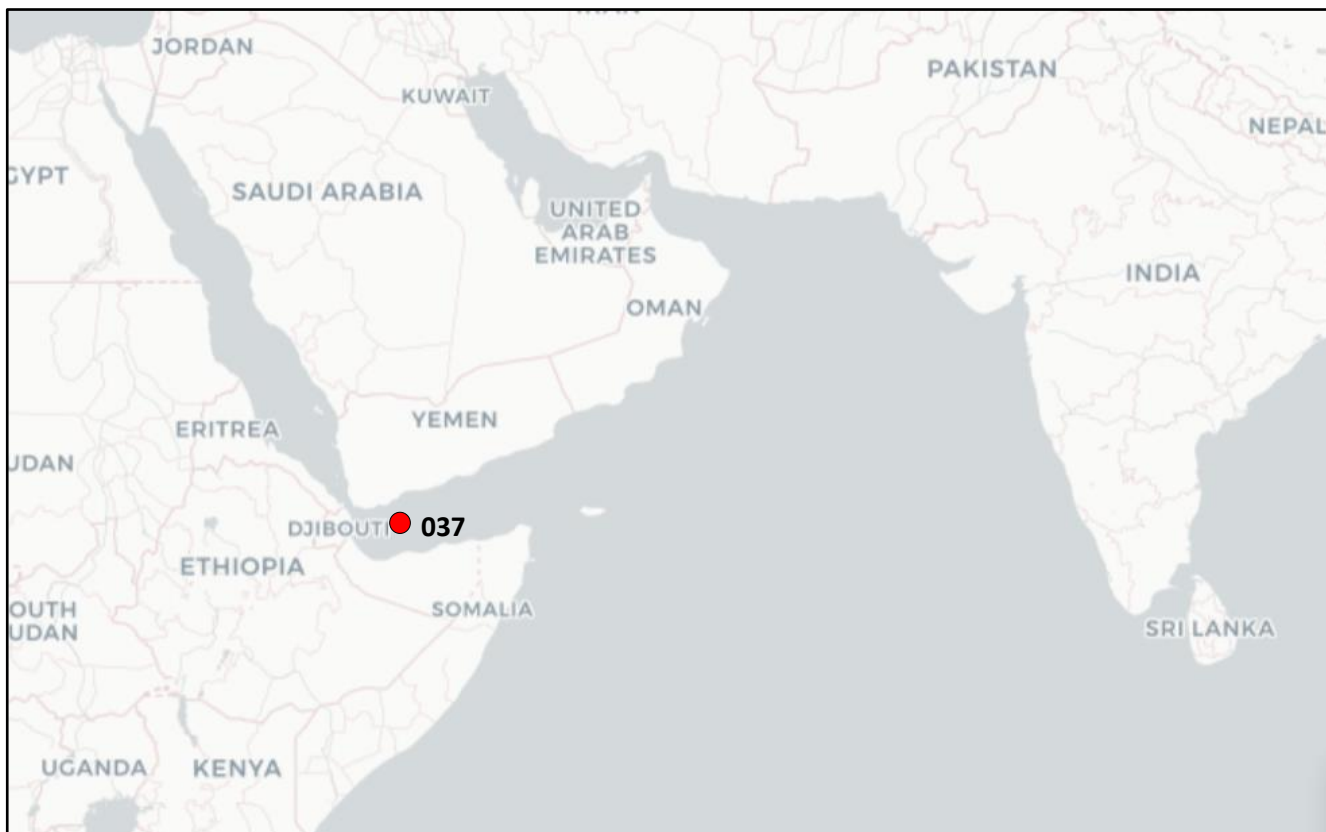 JORDAN
PAKISTAN
KUWAIT
NEPAL
GYPT
SAUDI ARABIA
UNITED
ARAB
EMIRATES
INDIA
OMAN
YEMEN
ERITREA
UDAN
DJIBOUTI
037
ETHIOPIA
SOMALIA
OUTH
UDAN
SRI LANKA
UGANDA
KENYA